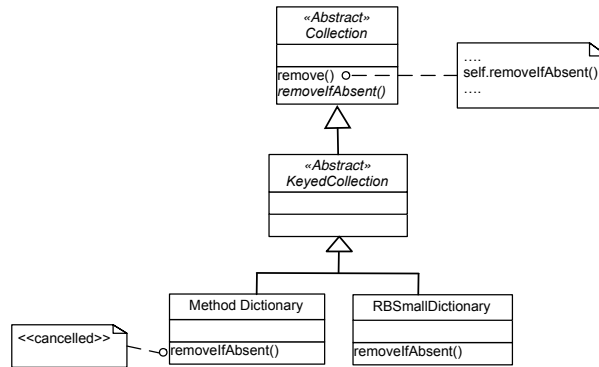 «Abstract»
Collection
remove()
removeIfAbsent()
....
self.removeIfAbsent()
....
«Abstract»
KeyedCollection
Method Dictionary
removeIfAbsent()
RBSmallDictionary
removeIfAbsent()
<<cancelled>>